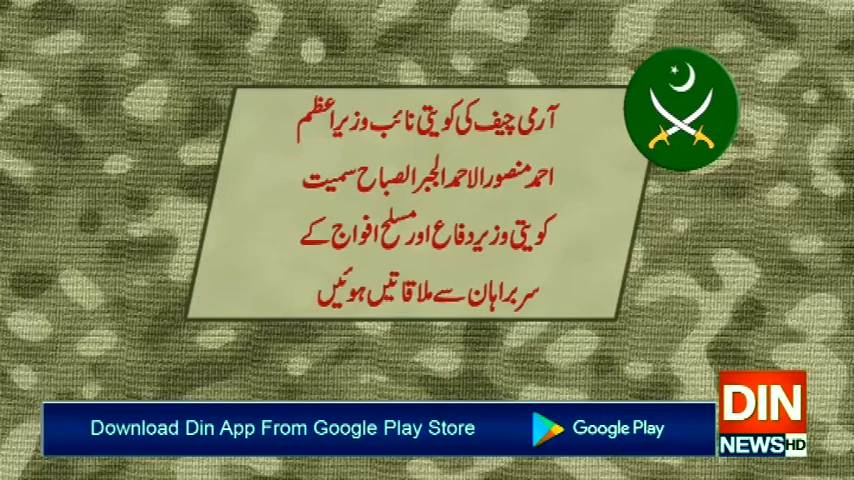 آرمی چیف کی کویتی نائب وزیراعظم
احمد منصور الاحمد الجبر الصباح سمیت
کویتی وزیر دفاع اور مسلح افواج کے
سربراہان سے ملاقاتیں ہوئیں
Download Din App From Google Play Store
Google Play
DIN
NEWS HD